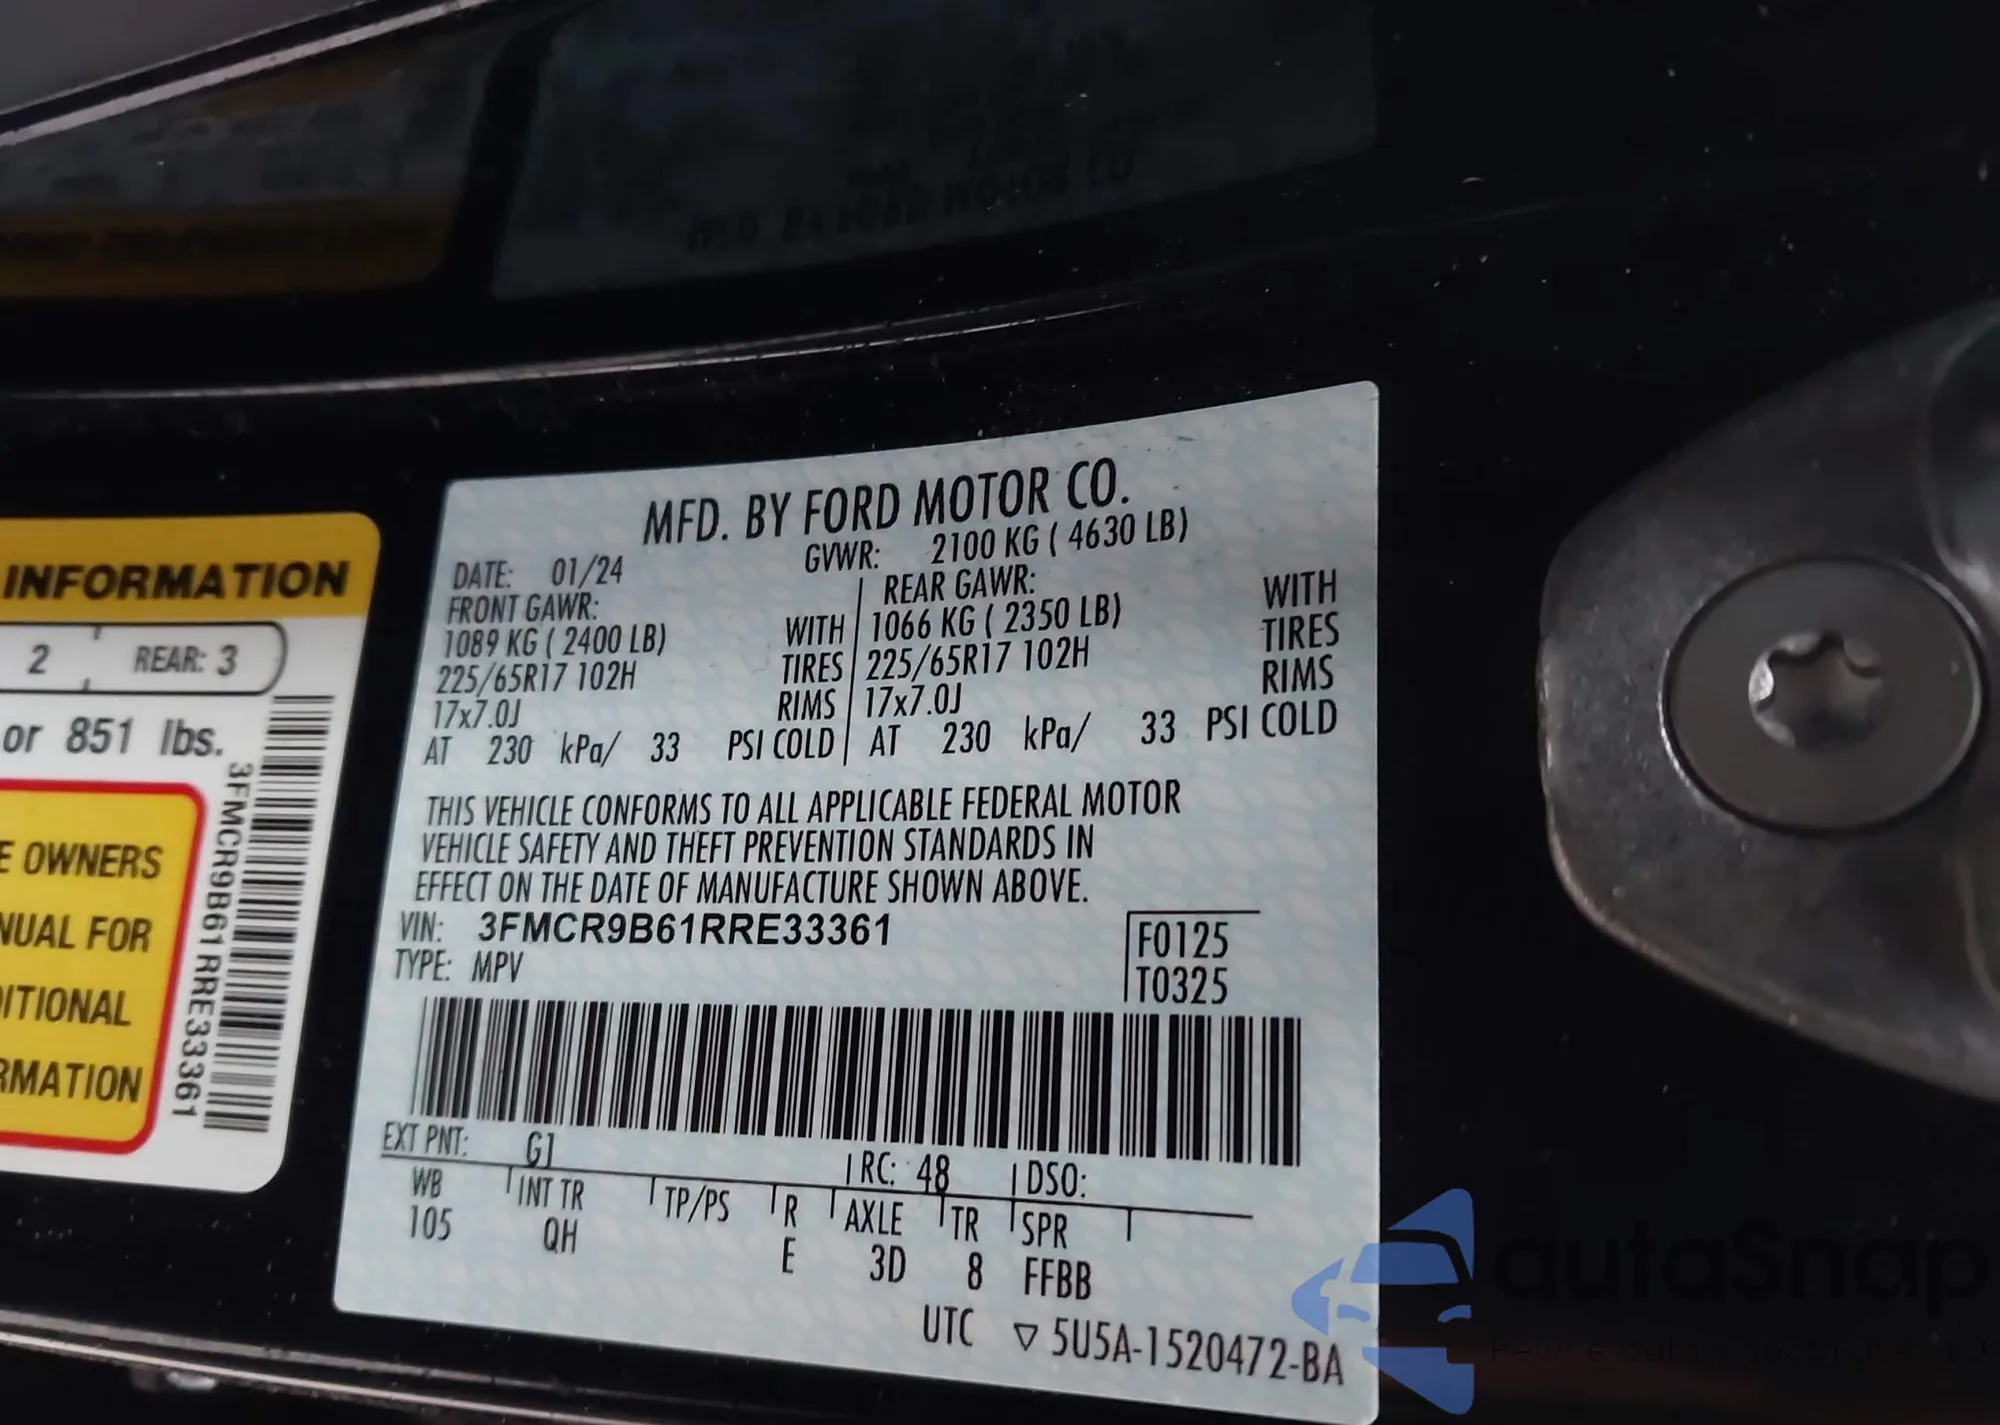 INFORMATION
2 REAR: 3
or 851 lbs.
E OWNERS
NUAL FOR
DITIONAL
RMATION
3FMCR9B61RRE33361
MFD. BY FORD MOTOR CO.
DATE: 01/24 GVWR: 2100 KG ( 4630 LB)
FRONT GAWR: REAR GAWR:
1089 KG ( 2400 LB) WITH 1066 KG ( 2350 LB) WITH
225/65R17 102H TIRES 225/65R17 102H TIRES
17x7.0J RIMS 17x7.0J RIMS
AT 230 kPa/ 33 PSI COLD AT 230 kPa/ 33 PSI COLD
THIS VEHICLE CONFORMS TO ALL APPLICABLE FEDERAL MOTOR
VEHICLE SAFETY AND THEFT PREVENTION STANDARDS IN
EFFECT ON THE DATE OF MANUFACTURE SHOWN ABOVE.
VIN: 3FMCR9B61RRE33361 F0125
TYPE: MPV T0325
EXT PNT: G1 RC: 48 DSO:
WB INT TR TP/PS R AXLE TR SPR
105 QH E 3D 8 FFBB
UTC ▽ 5U5A-1520472-BA
autoSnap